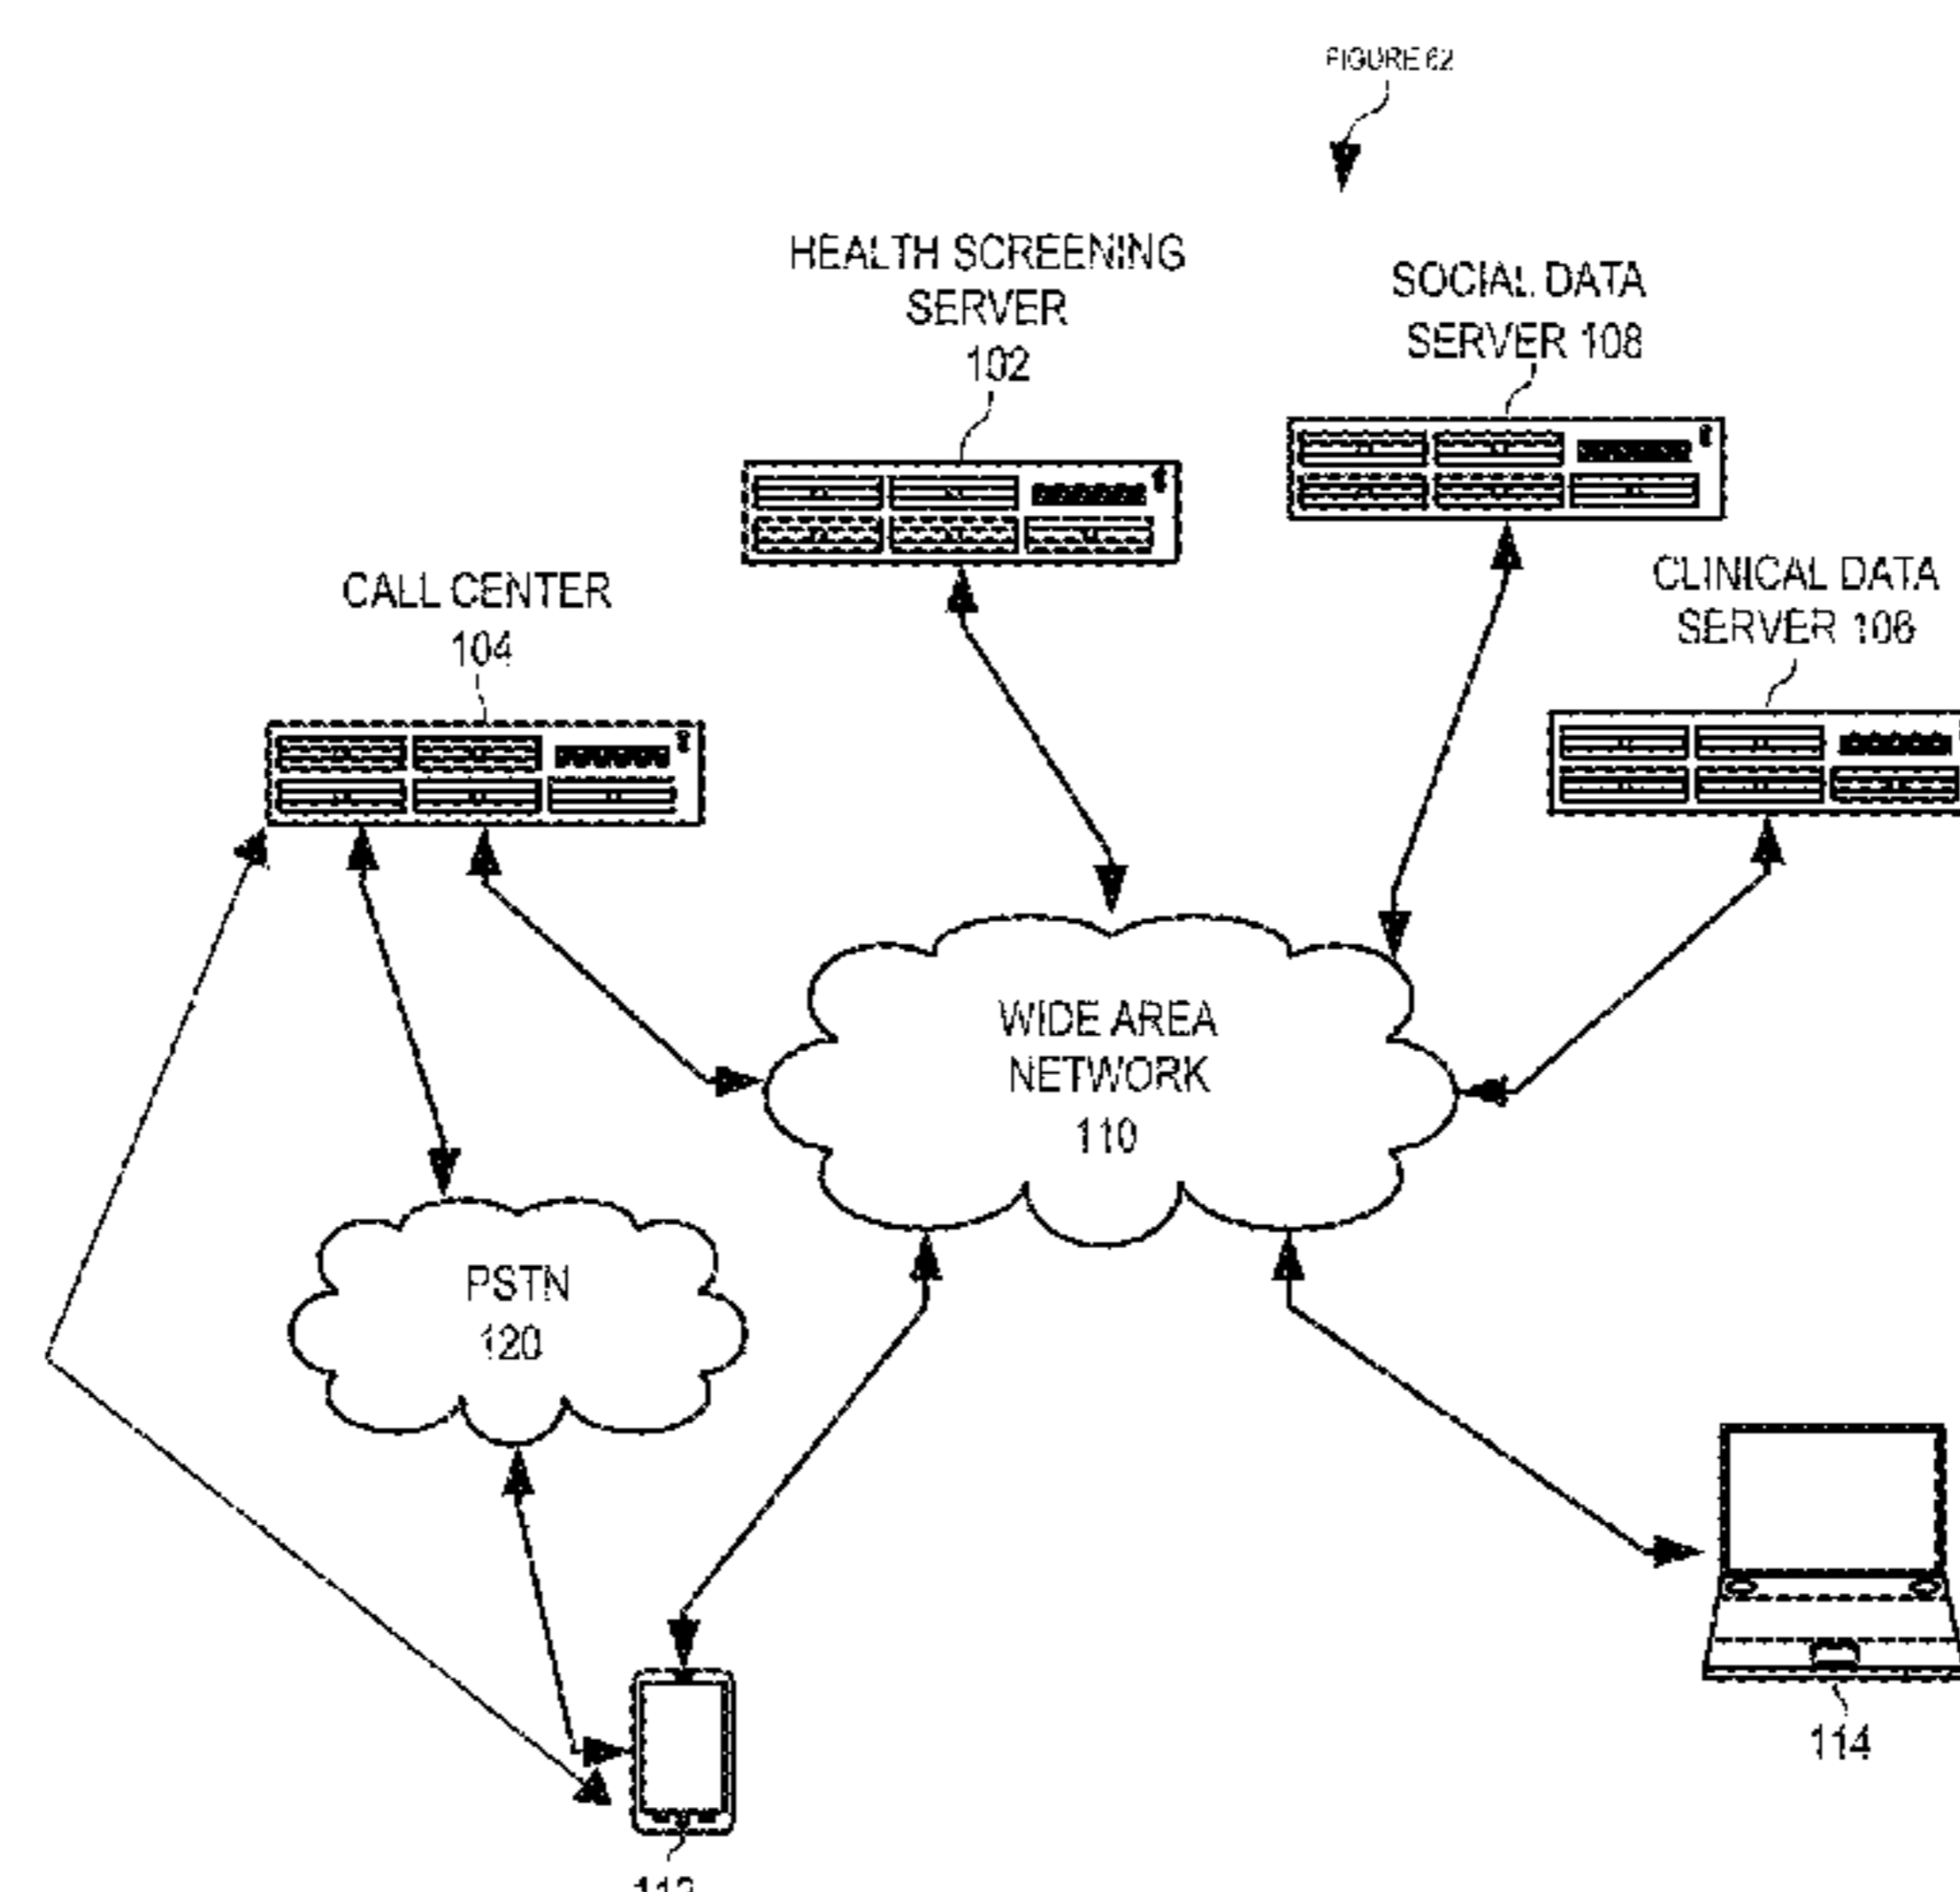 FIGURE 62
HEALTH SCREENING
SERVER
102
SOCIAL DATA
SERVER 108
CLINICAL DATA
SERVER 106
CALL CENTER
104
WIDE AREA
NETWORK
110
PSTN
120
114